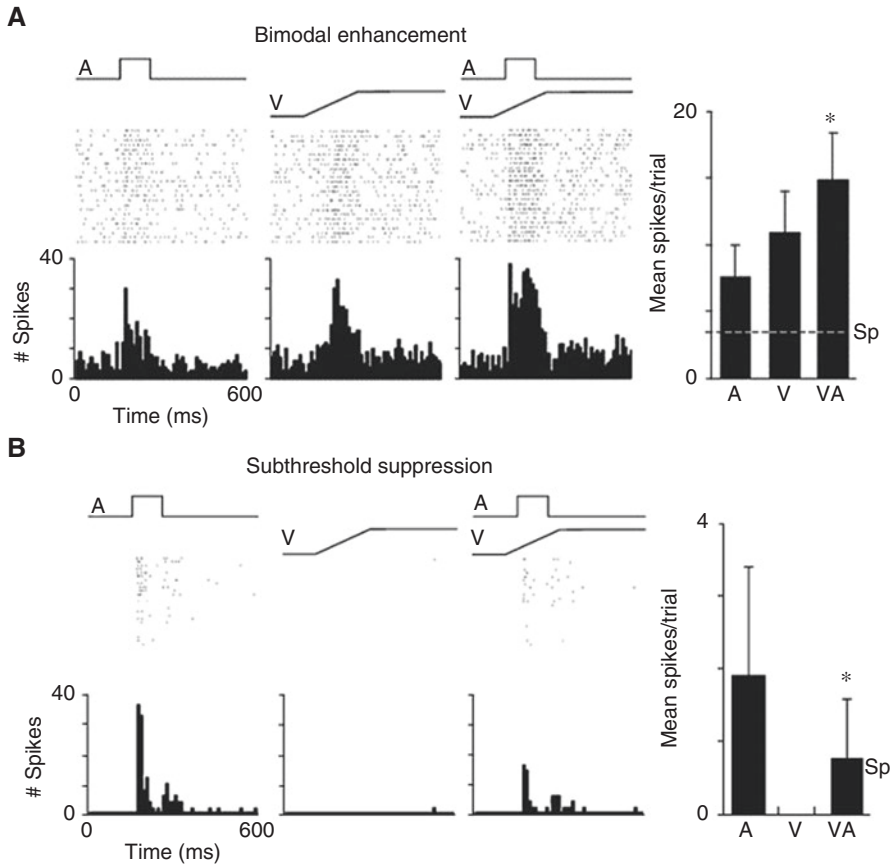 A
Bimodal enhancement
A
V
A
V
40
0
# Spikes
0
600
Time (ms)
20
0
Mean spikes/trial
*
Sp
A V VA
B
Subthreshold suppression
A
V
A
V
40
0
# Spikes
0
600
Time (ms)
4
0
Mean spikes/trial
*
Sp
A V VA